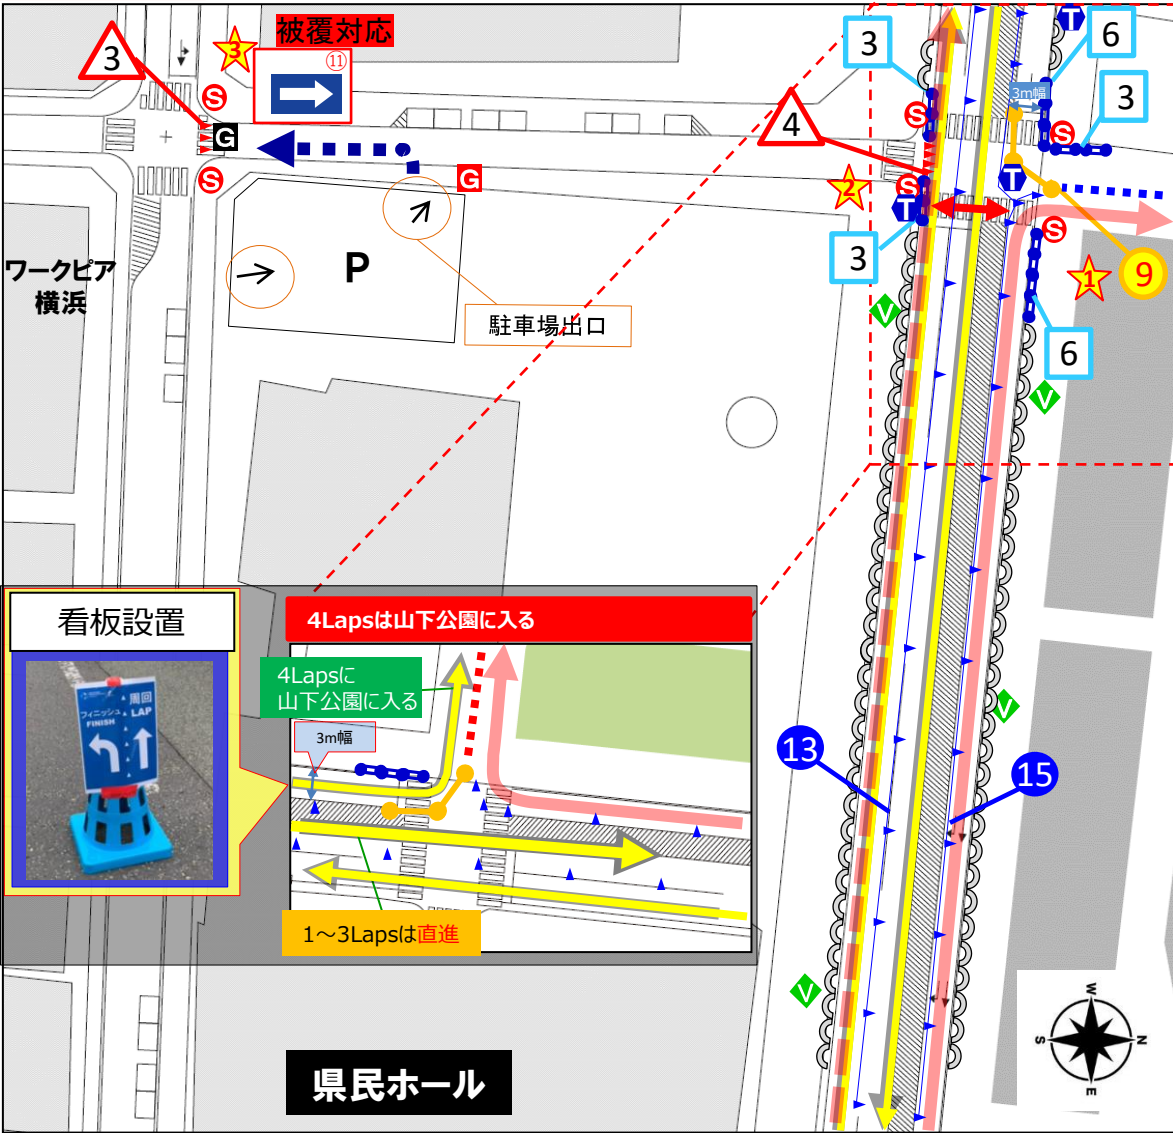 被覆対応
⑪
3
3
S
G
S
G
4
2
3
T
6
3m幅
3
S
S
S
T
T
3
S
1
9
6
V
V
ワークピア
横浜
P
駐車場出口
看板設置
周回
LAP
フィニッシュ
FINISH
4Lapsは山下公園に入る
4Lapsに
山下公園に入る
3m幅
1～3Lapsは直進
V
13
15
V
県民ホール
W
S
N
E